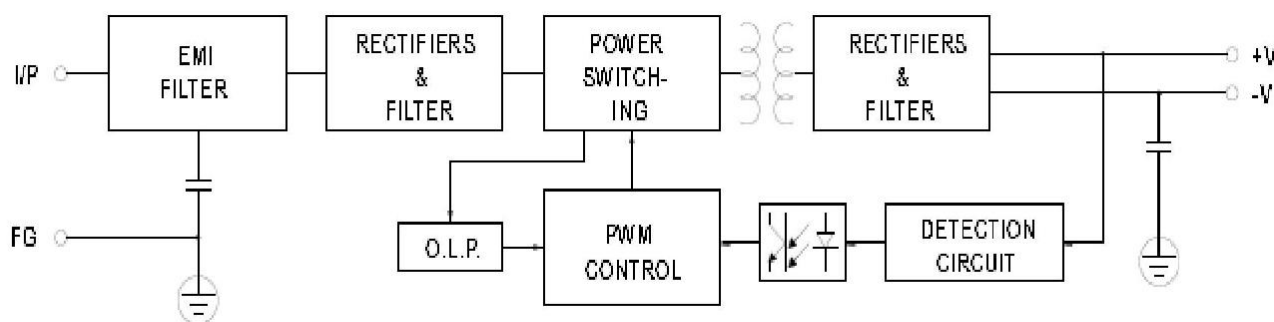 I/P
EMI
FILTER
RECTIFIERS
&
FILTER
POWER
SWITCH-
ING
RECTIFIERS
&
FILTER
+V
-V
FG
O.L.P.
PWM
CONTROL
DETECTION
CIRCUIT